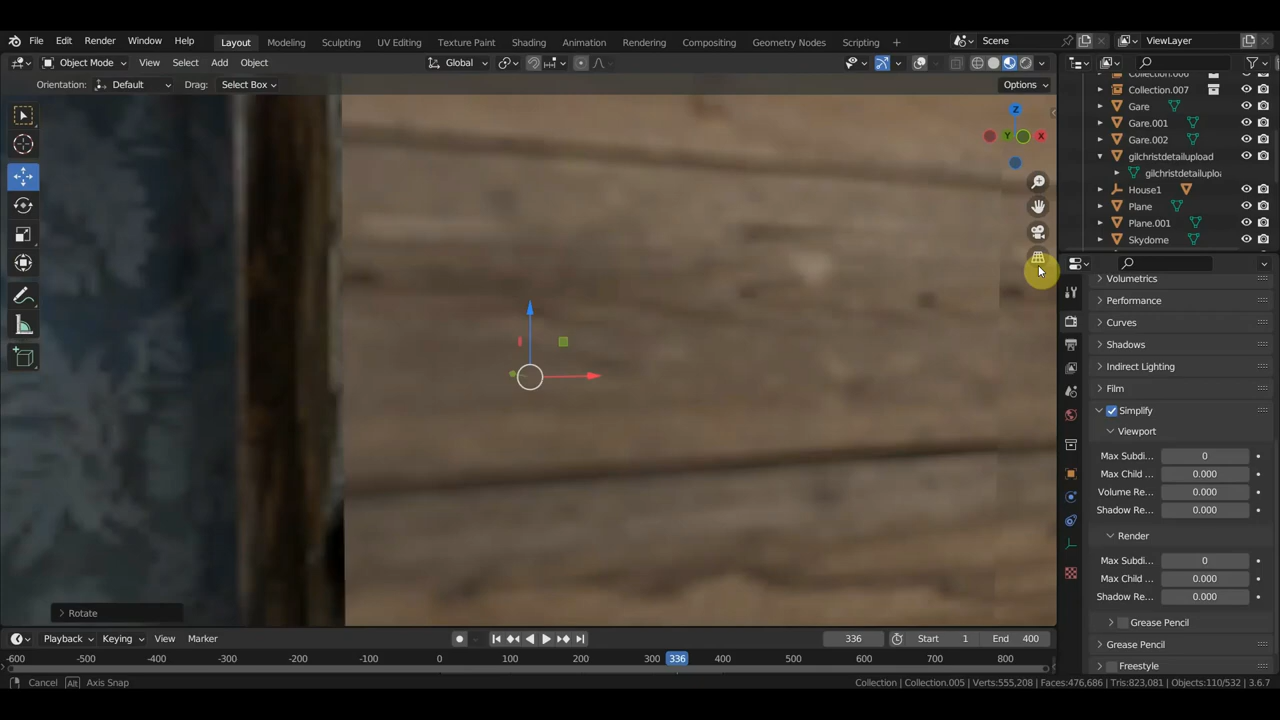 File Edit Render Window Help Layout Modeling Sculpting UV Editing Texture Paint Shading Animation Rendering Compositing Geometry Nodes Scripting + Scene ViewLayer
Object Mode View Select Add Object Global
Orientation: Default Drag: Select Box Options
Z
Y X
Collection.006
Collection.007
Gare
Gare.001
Gare.002
gilchristdetailupload
gilchristdetailuploa
House1
Plane
Plane.001
Skydome
Volumetrics
Performance
Curves
Shadows
Indirect Lighting
Film
Simplify
Viewport
Max Subdi... 0
Max Child ... 0.000
Volume Re... 0.000
Shadow Re... 0.000
Render
Max Subdi... 0
Max Child ... 0.000
Shadow Re... 0.000
Grease Pencil
Grease Pencil
Freestyle
Rotate
Playback Keying View Marker 336 Start 1 End 400
-600 -500 -400 -300 -200 -100 0 100 200 300 336 400 500 600 700 800
Cancel Alt Axis Snap Collection | Collection.005 | Verts:555,208 | Faces:476,686 | Tris:823,081 | Objects:110/532 | 3.6.7